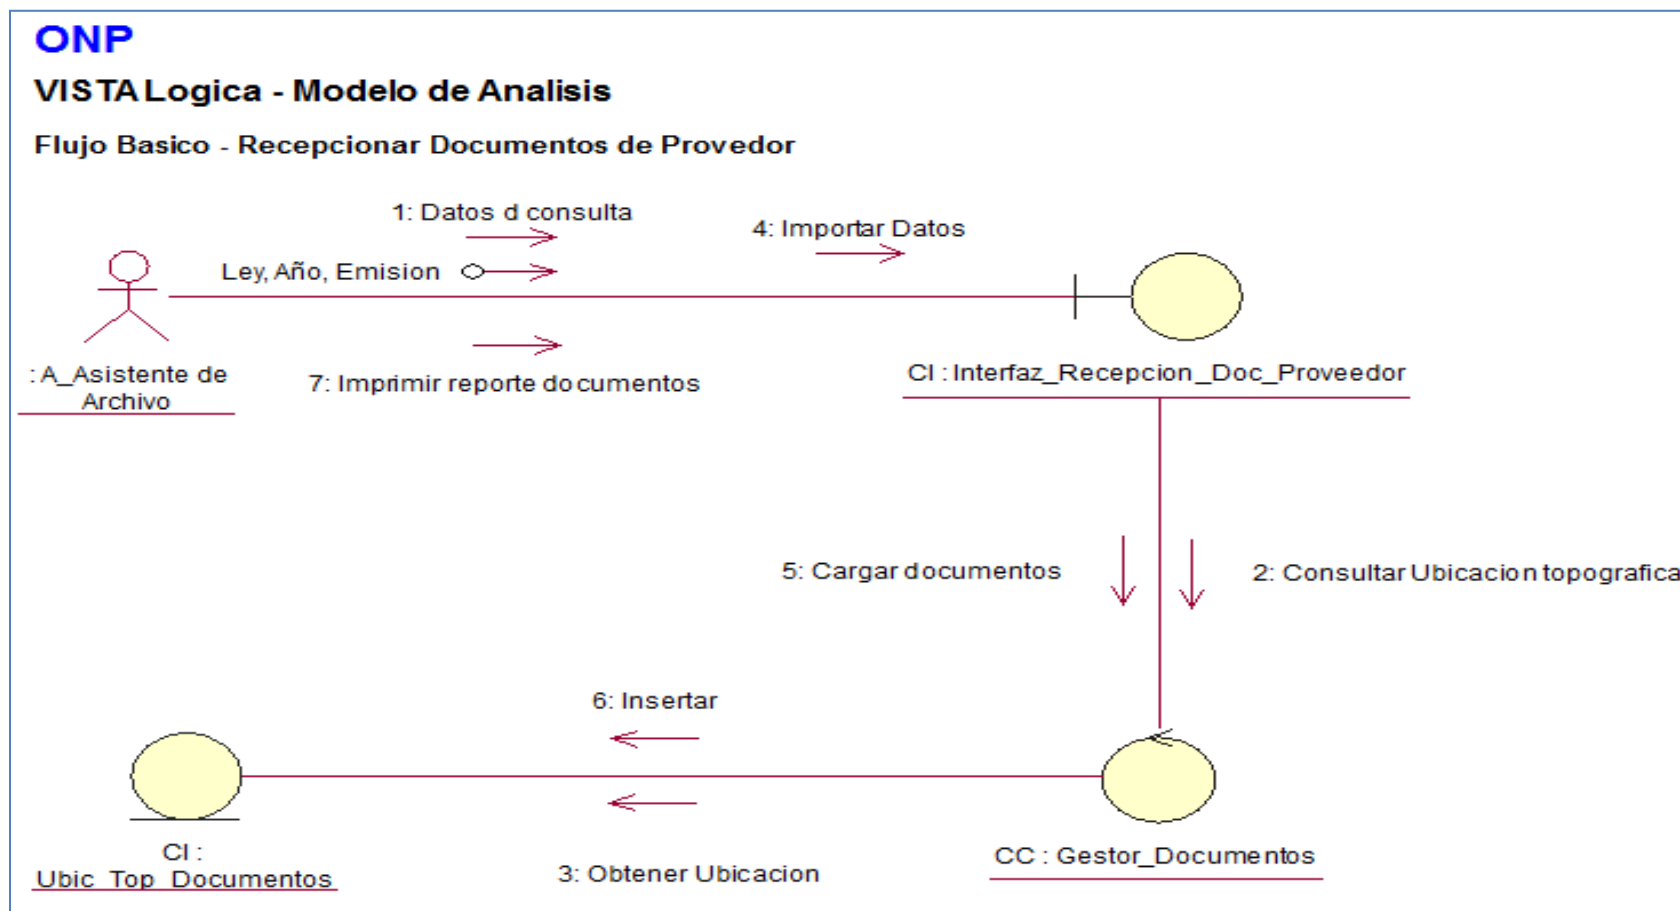 ONP
VISTA Logica - Modelo de Analisis
Flujo Basico - Recepcionar Documentos de Provedor
1: Datos d consulta
4: Importar Datos
Ley, Año, Emision
: A_Asistente de
Archivo
7: Imprimir reporte documentos
CI : Interfaz_Recepcion_Doc_Proveedor
5: Cargar documentos
2: Consultar Ubicacion topografica
6: Insertar
CI :
Ubic_Top_Documentos
3: Obtener Ubicacion
CC : Gestor_Documentos